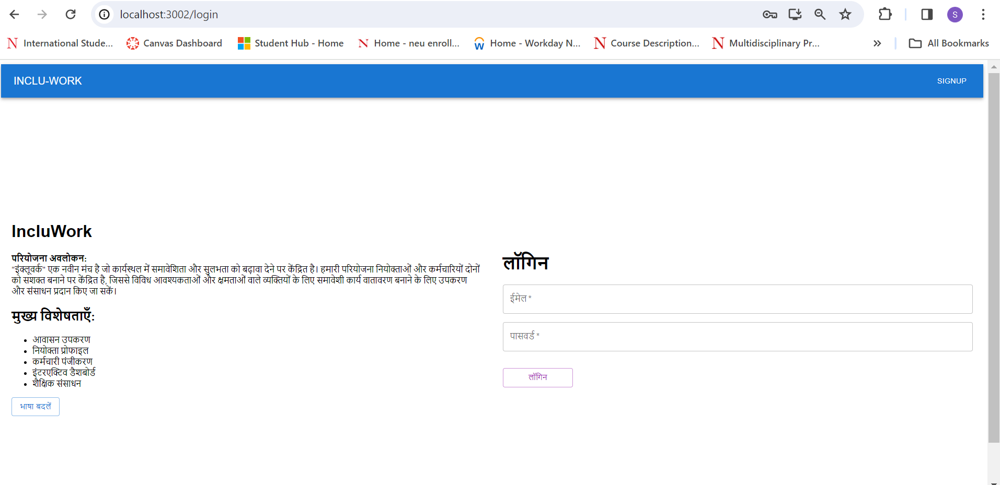 localhost:3002/login
S
International Stude...
Canvas Dashboard
Student Hub - Home
Home - neu enroll...
Home - Workday N...
Course Description...
Multidisciplinary Pr...
All Bookmarks
INCLU-WORK
SIGNUP
IncluWork
परियोजना अवलोकन:
"इंक्लूवर्क" एक नवीन मंच है जो कार्यस्थल में समावेशिता और सुलभता को बढ़ावा देने पर केंद्रित है। हमारी परियोजना नियोक्ताओं और कर्मचारियों दोनों
को सशक्त बनाने पर केंद्रित है, जिससे विविध आवश्यकताओं और क्षमताओं वाले व्यक्तियों के लिए समावेशी कार्य वातावरण बनाने के लिए उपकरण
और संसाधन प्रदान किए जा सकें।
मुख्य विशेषताएँ:
आवासन उपकरण
नियोक्ता प्रोफाइल
कर्मचारी पंजीकरण
इंटरएक्टिव डैशबोर्ड
शैक्षिक संसाधन
भाषा बदलें
लॉगिन
ईमेल *
पासवर्ड *
लॉगिन